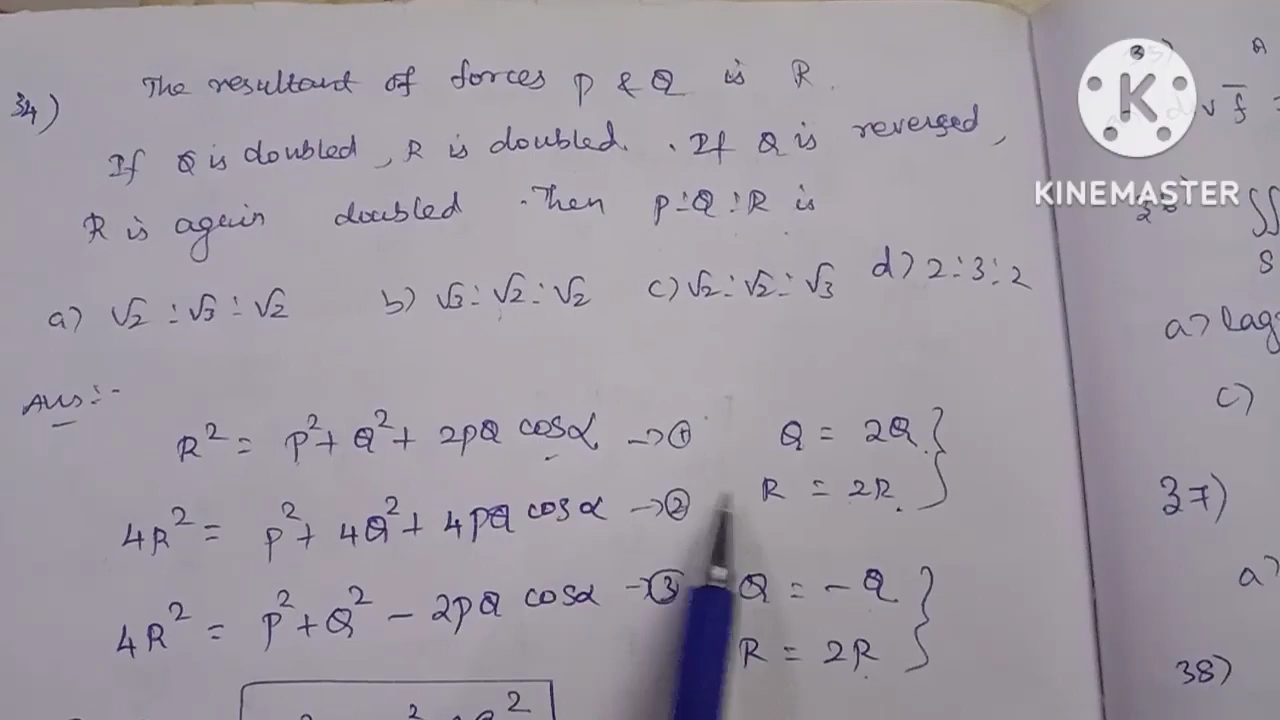 34) The resultant of forces P & Q is R.
If Q is doubled, R is doubled. If Q is reversed,
R is again doubled. Then P:Q:R is
a) √2 : √3 : √2 b) √3 : √2 : √2 c) √2 : √2 : √3 d) 2:3:2
Ans:-
R² = P² + Q² + 2PQ cosα → ① Q = 2Q
R = 2R
4R² = P² + 4Q² + 4PQ cosα → ②
4R² = P² + Q² - 2PQ cosα → ③ Q = -Q
R = 2R
K
KINEMASTER
√f
∬
S
a> Lag
c)
37)
a>
38)